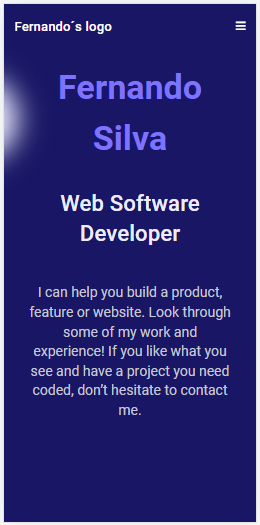 Fernando´s logo
Fernando
Silva
Web Software
Developer
I can help you build a product,
feature or website. Look through
some of my work and
experience! If you like what you
see and have a project you need
coded, don’t hesitate to contact
me.